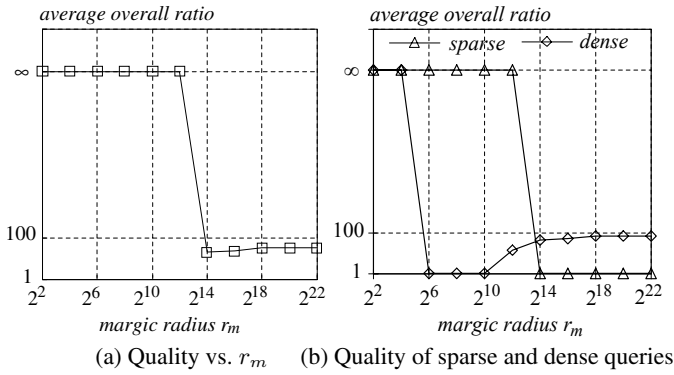 average overall ratio
∞
100
1
2^2 2^6 2^10 2^14 2^18 2^22
margic radius r_m
(a) Quality vs. r_m
average overall ratio
sparse dense
∞
100
1
2^2 2^6 2^10 2^14 2^18 2^22
margic radius r_m
(b) Quality of sparse and dense queries